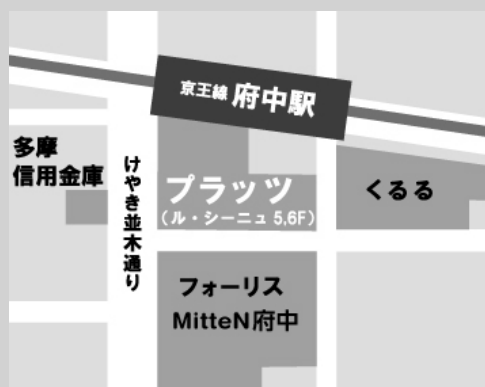 京王線 府中駅
多摩
信用金庫
けやき並木通り
プラッツ
（ル・シーニュ 5,6F）
くるる
フォーリス
MitteN府中